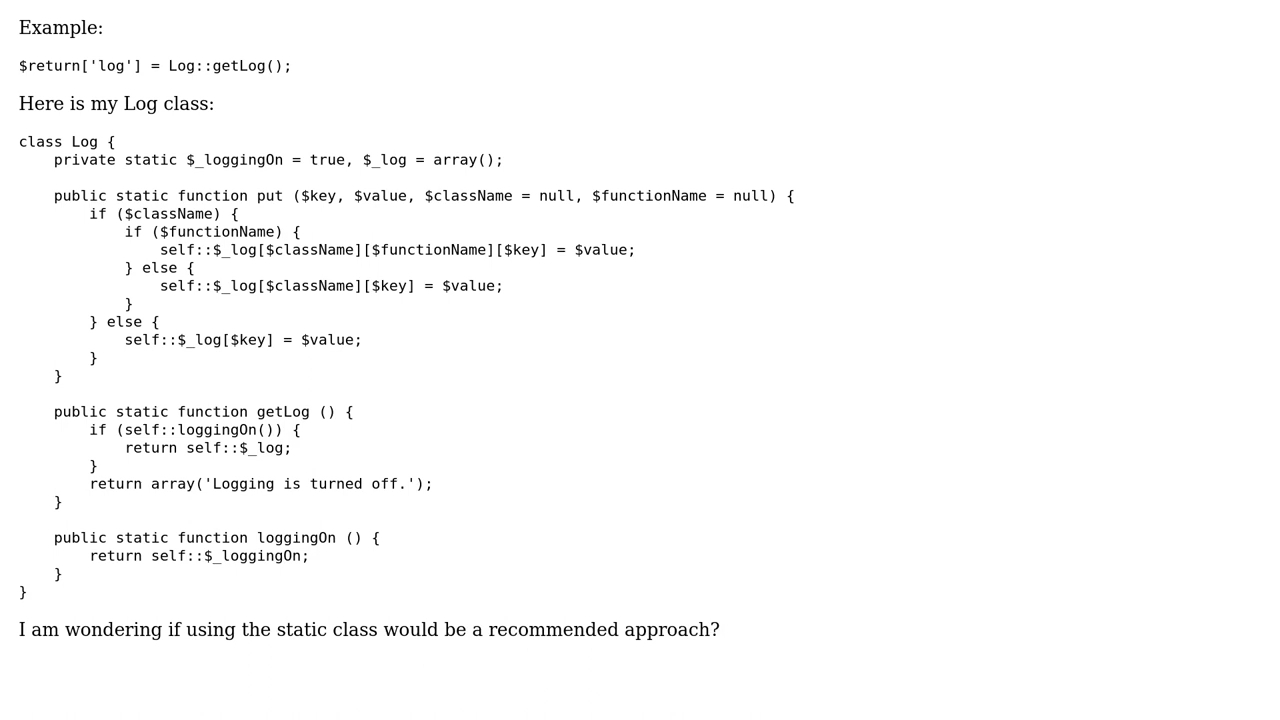 Example:
$return['log'] = Log::getLog();
Here is my Log class:
class Log {
    private static $_loggingOn = true, $_log = array();

    public static function put ($key, $value, $className = null, $functionName = null) {
        if ($className) {
            if ($functionName) {
                self::$_log[$className][$functionName][$key] = $value;
            } else {
                self::$_log[$className][$key] = $value;
            }
        } else {
            self::$_log[$key] = $value;
        }
    }

    public static function getLog () {
        if (self::loggingOn()) {
            return self::$_log;
        }
        return array('Logging is turned off.');
    }

    public static function loggingOn () {
        return self::$_loggingOn;
    }
}
I am wondering if using the static class would be a recommended approach?